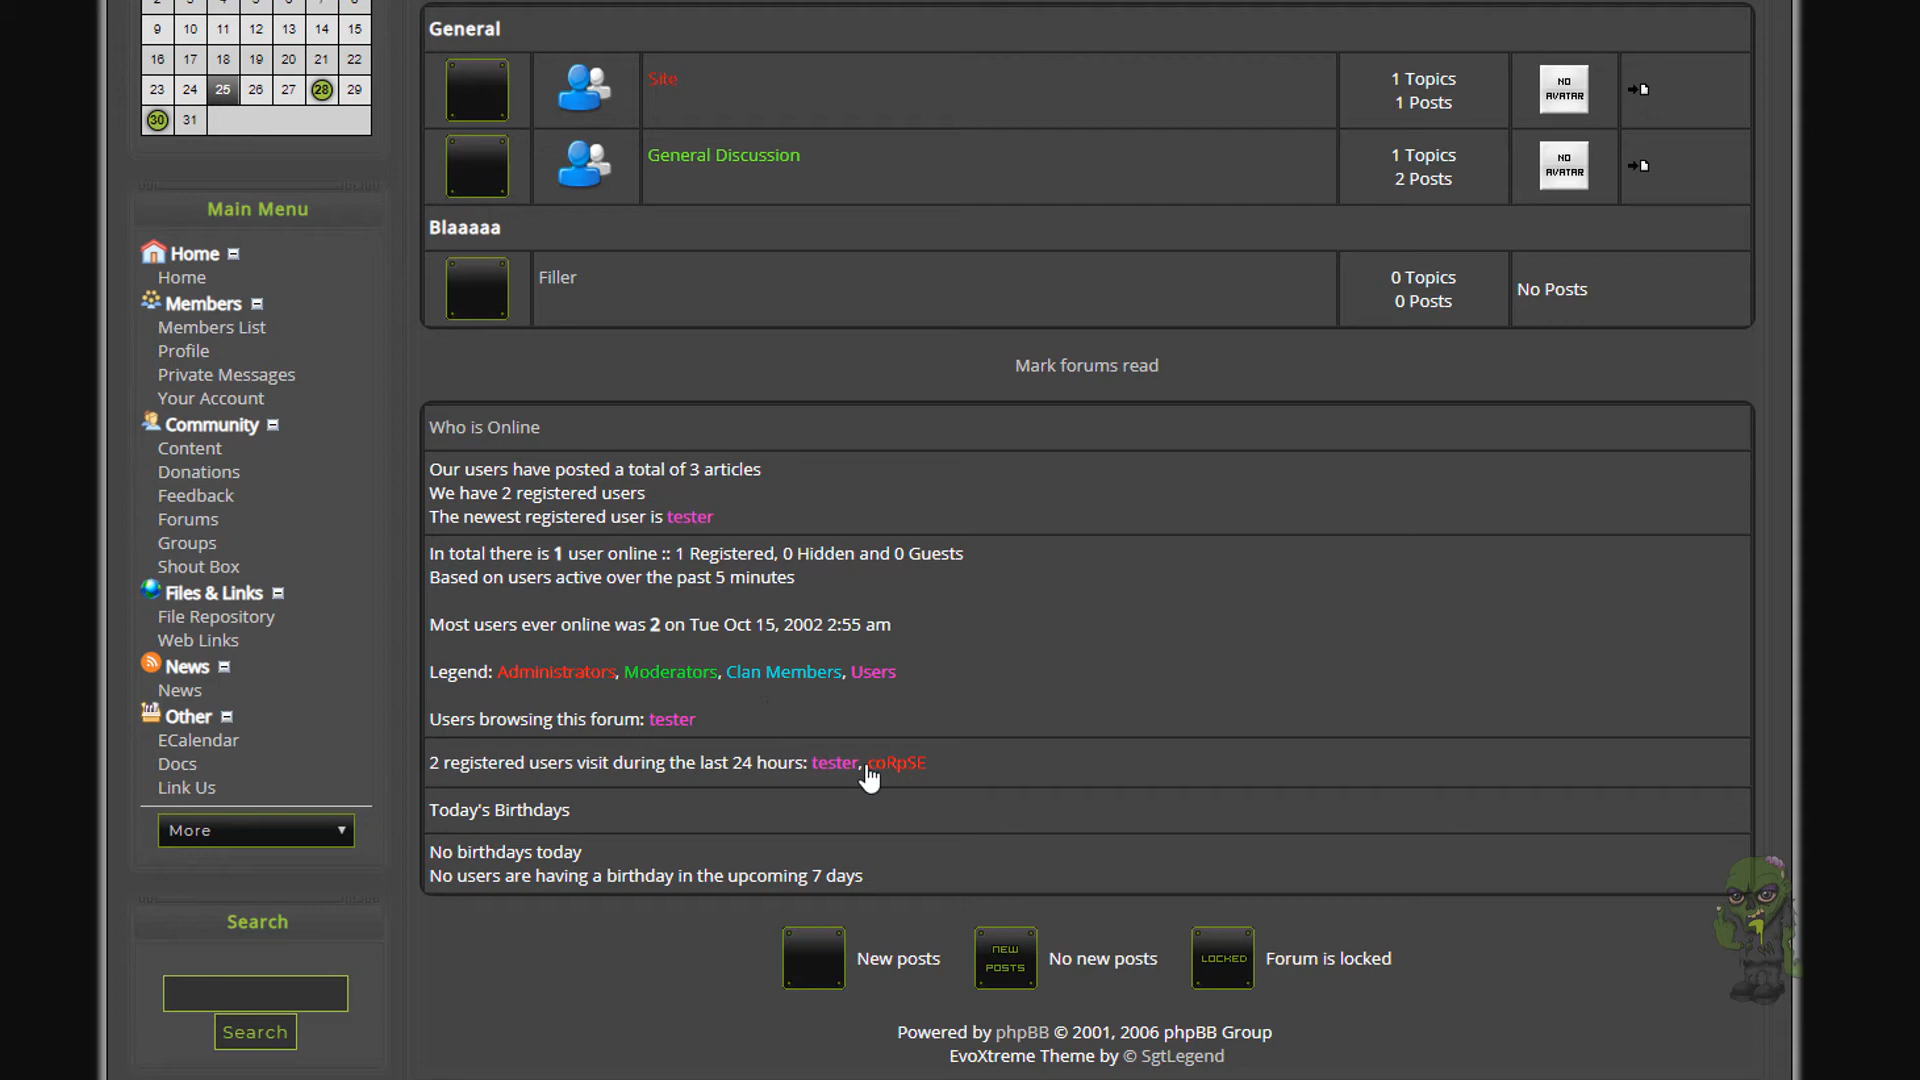 2 3 4 5 6 7 8
9 10 11 12 13 14 15
16 17 18 19 20 21 22
23 24 25 26 27 28 29
30 31
Main Menu
Home
Home
Members
Members List
Profile
Private Messages
Your Account
Community
Content
Donations
Feedback
Forums
Groups
Shout Box
Files & Links
File Repository
Web Links
News
News
Other
ECalendar
Docs
Link Us
More
Search
Search
General
Site
1 Topics
1 Posts
NO
AVATAR
General Discussion
1 Topics
2 Posts
NO
AVATAR
Blaaaaa
Filler
0 Topics
0 Posts
No Posts
Mark forums read
Who is Online
Our users have posted a total of 3 articles
We have 2 registered users
The newest registered user is tester
In total there is 1 user online :: 1 Registered, 0 Hidden and 0 Guests
Based on users active over the past 5 minutes
Most users ever online was 2 on Tue Oct 15, 2002 2:55 am
Legend: Administrators, Moderators, Clan Members, Users
Users browsing this forum: tester
2 registered users visit during the last 24 hours: tester, coRpSE
Today's Birthdays
No birthdays today
No users are having a birthday in the upcoming 7 days
New posts
NEW
POSTS
No new posts
LOCKED
Forum is locked
Powered by phpBB © 2001, 2006 phpBB Group
EvoXtreme Theme by © SgtLegend